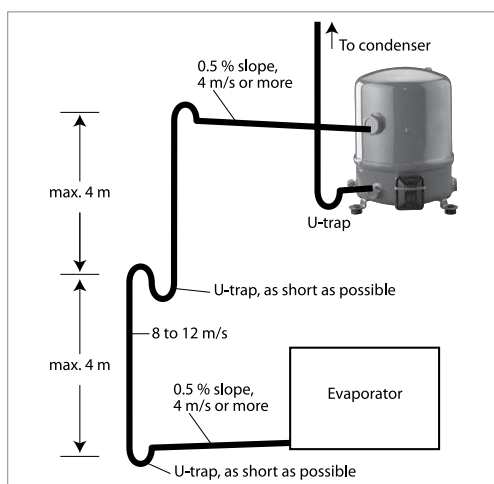 To condenser
0.5 % slope,
4 m/s or more
max. 4 m
U-trap
U-trap, as short as possible
8 to 12 m/s
max. 4 m
0.5 % slope,
4 m/s or more
Evaporator
U-trap, as short as possible